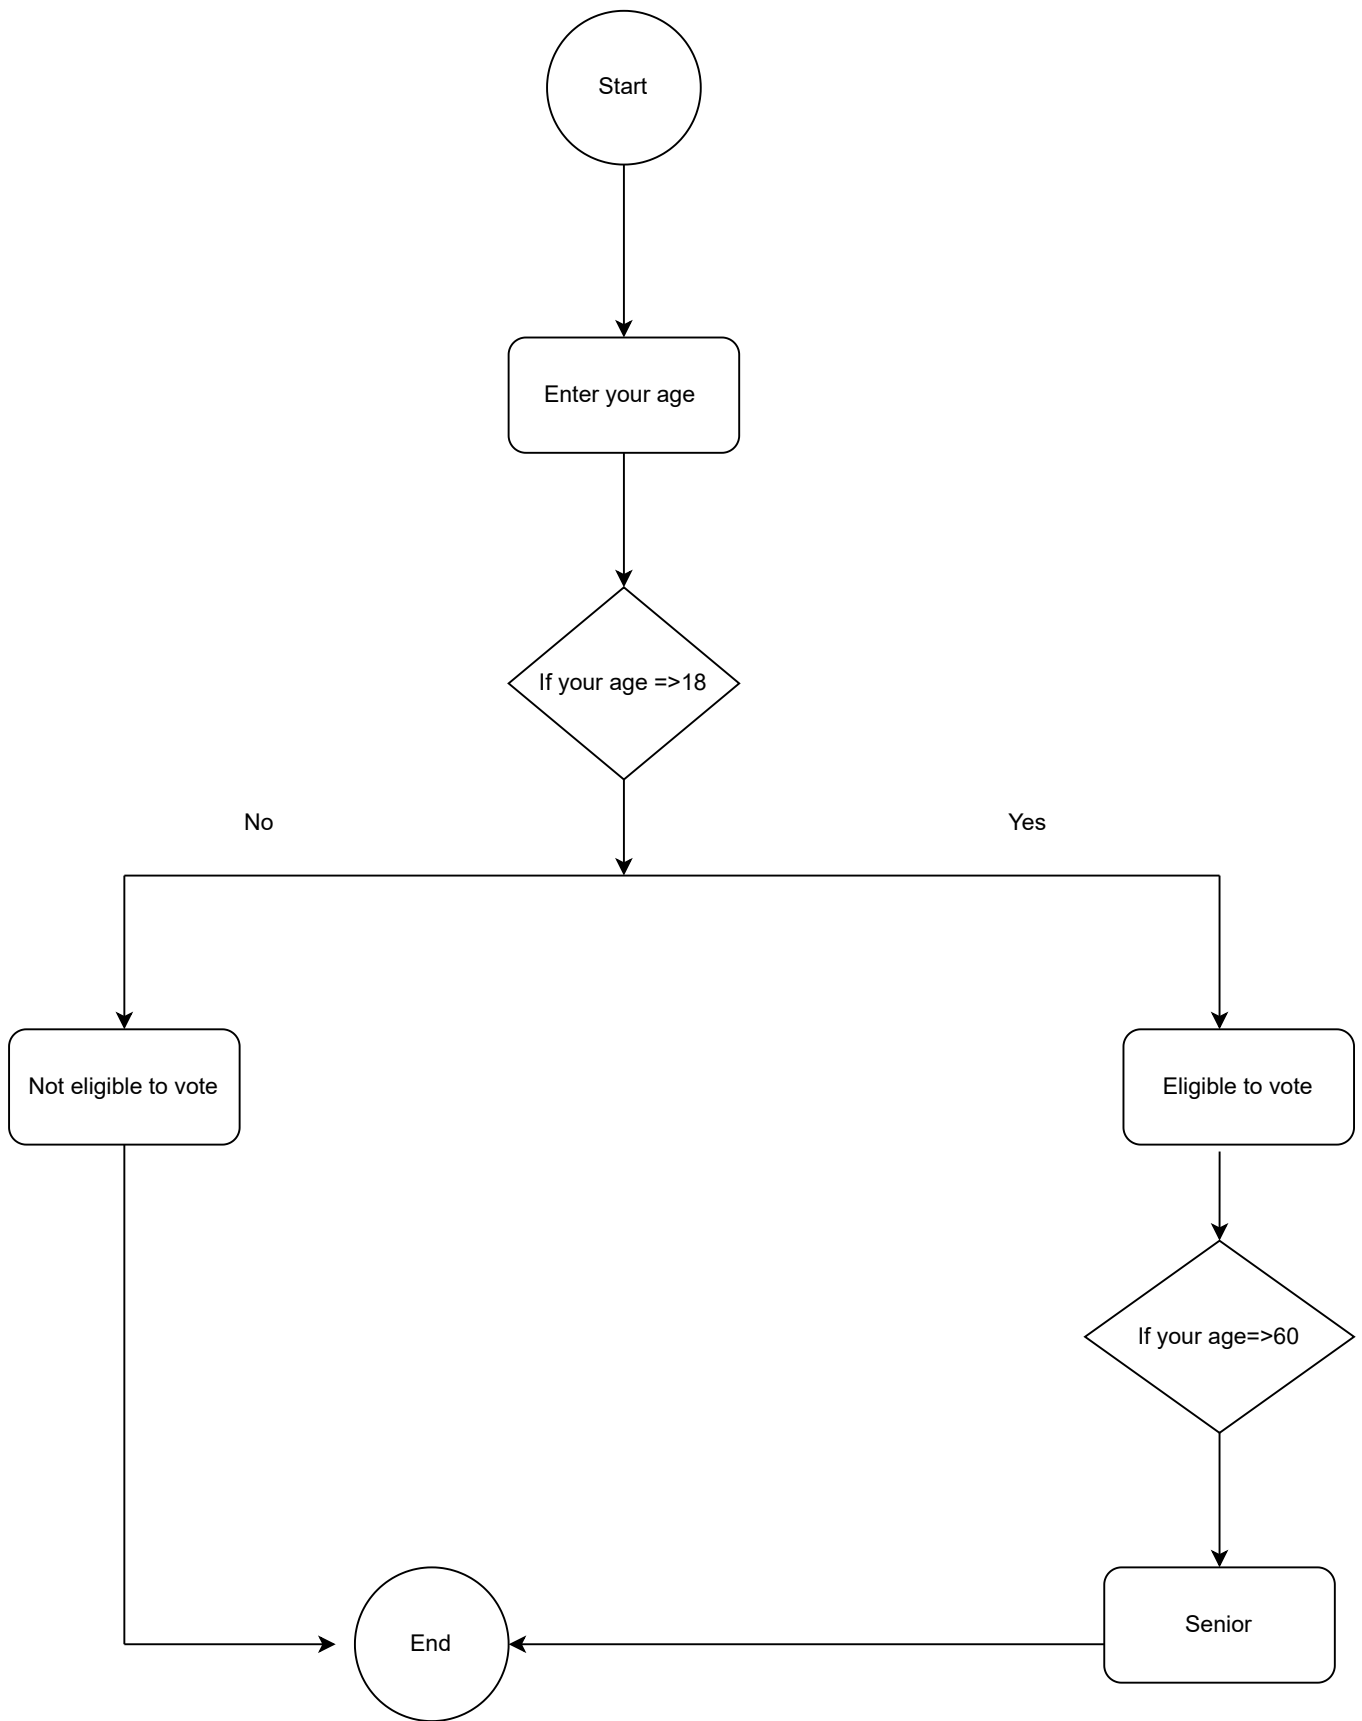 Start
Enter your age
If your age =>18
No
Yes
Not eligible to vote
Eligible to vote
If your age=>60
Senior
End